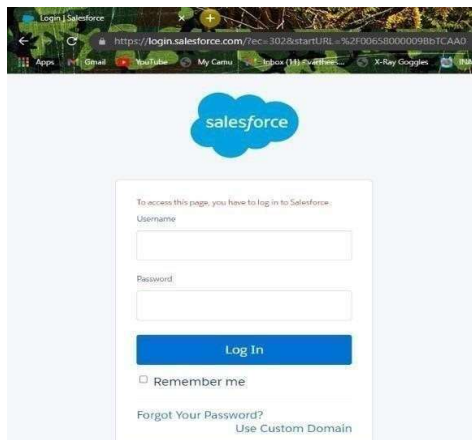 Login | Salesforce
https://login.salesforce.com/?ec=302&startURL=%2F00658000009BbTCAA0
Apps Gmail YouTube My Camu Inbox (11) X-Ray Goggles
salesforce
To access this page, you have to log in to Salesforce.
Username
Password
Log In
Remember me
Forgot Your Password?
Use Custom Domain